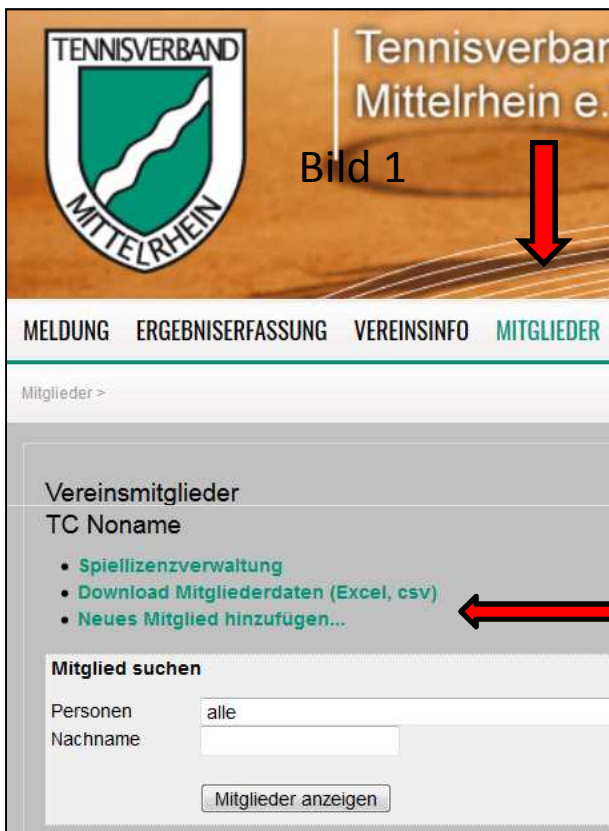 TENNISVERBAND
MITTELRHEIN
Tennisverban
Mittelrhein e.
Bild 1
MELDUNG ERGEBNISERFASSUNG VEREINSINFO MITGLIEDER
Mitglieder >
Vereinsmitglieder
TC Noname
• Spiellizenzverwaltung
• Download Mitgliederdaten (Excel, csv)
• Neues Mitglied hinzufügen...
Mitglied suchen
Personen alle
Nachname
Mitglieder anzeigen